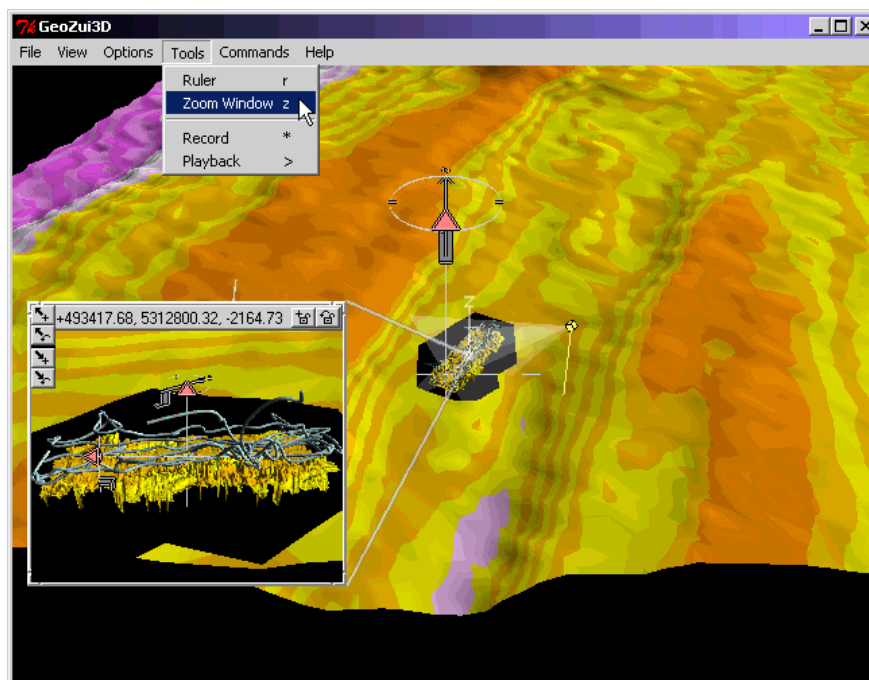 GeoZui3D
File View Options Tools Commands Help
Ruler r
Zoom Window z
Record *
Playback >
Z
+493417.68, 5312800.32, -2164.73